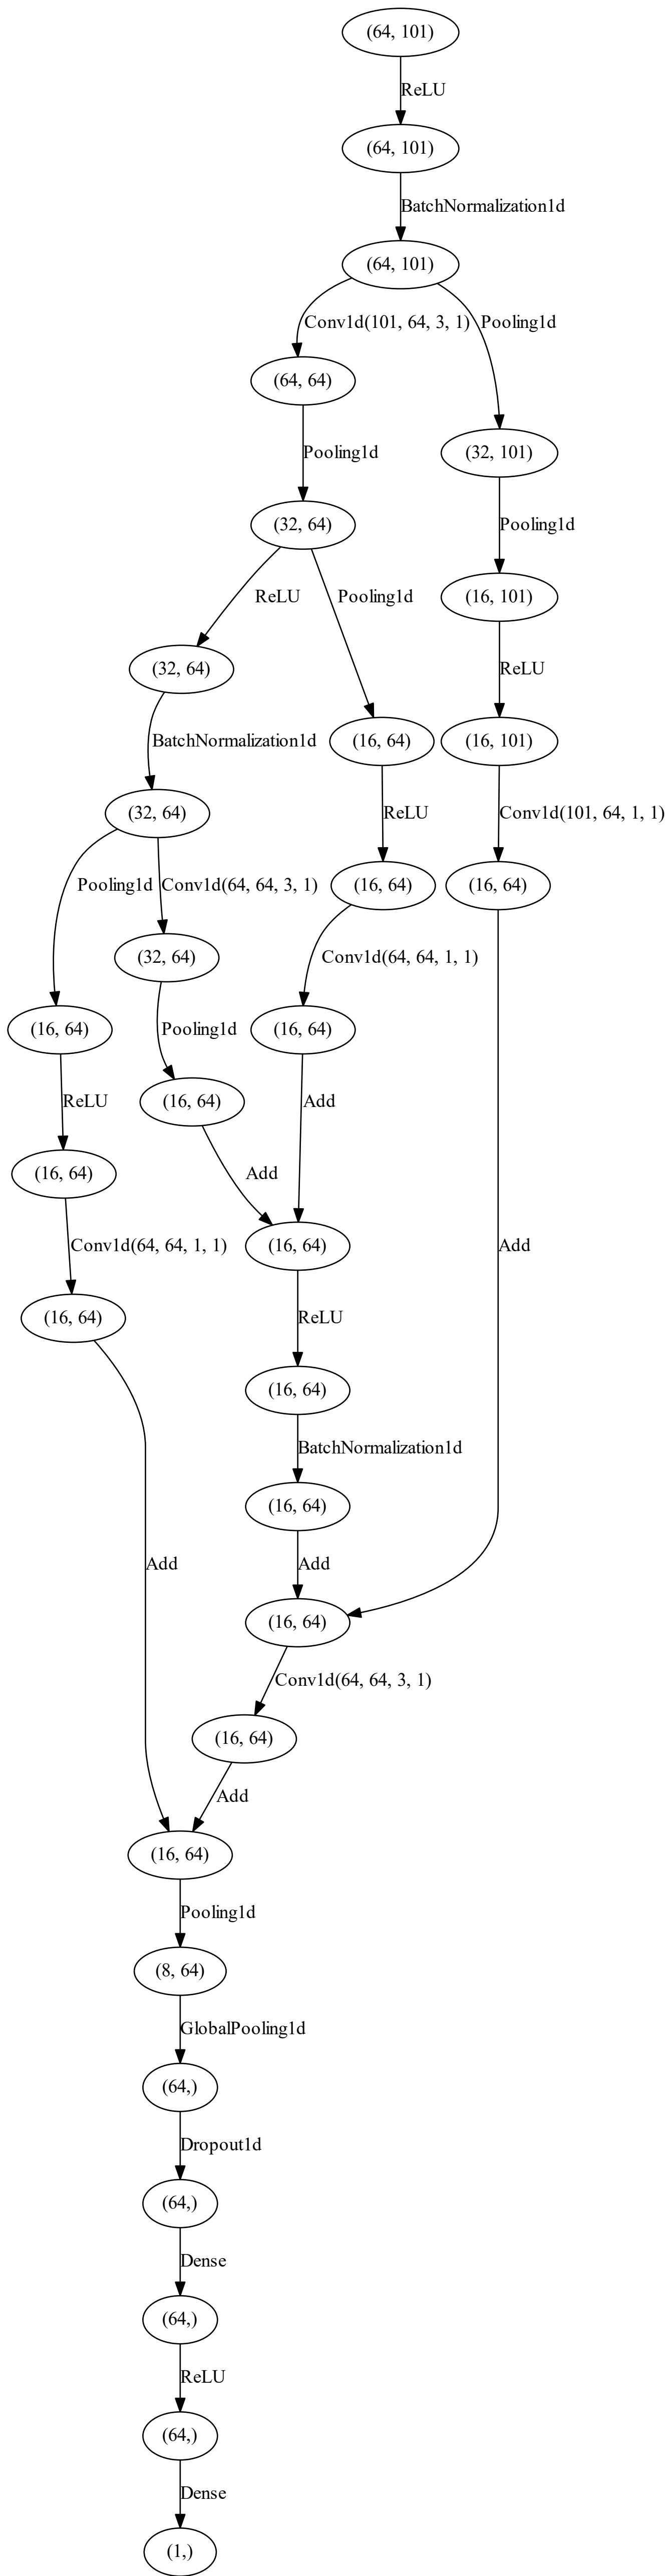 (64, 101)
ReLU
(64, 101)
BatchNormalization1d
(64, 101)
Conv1d(101, 64, 3, 1)
Pooling1d
(64, 64)
Pooling1d
(32, 101)
Pooling1d
(32, 64)
ReLU
Pooling1d
(16, 101)
ReLU
(32, 64)
BatchNormalization1d
(16, 64)
(16, 101)
ReLU
Conv1d(101, 64, 1, 1)
(32, 64)
Pooling1d
Conv1d(64, 64, 3, 1)
(16, 64)
(16, 64)
(32, 64)
Conv1d(64, 64, 1, 1)
(16, 64)
Pooling1d
(16, 64)
ReLU
(16, 64)
Add
(16, 64)
Add
Conv1d(64, 64, 1, 1)
(16, 64)
Add
(16, 64)
ReLU
(16, 64)
BatchNormalization1d
(16, 64)
Add
Add
(16, 64)
Conv1d(64, 64, 3, 1)
(16, 64)
Add
(16, 64)
Pooling1d
(8, 64)
GlobalPooling1d
(64,)
Dropout1d
(64,)
Dense
(64,)
ReLU
(64,)
Dense
(1,)